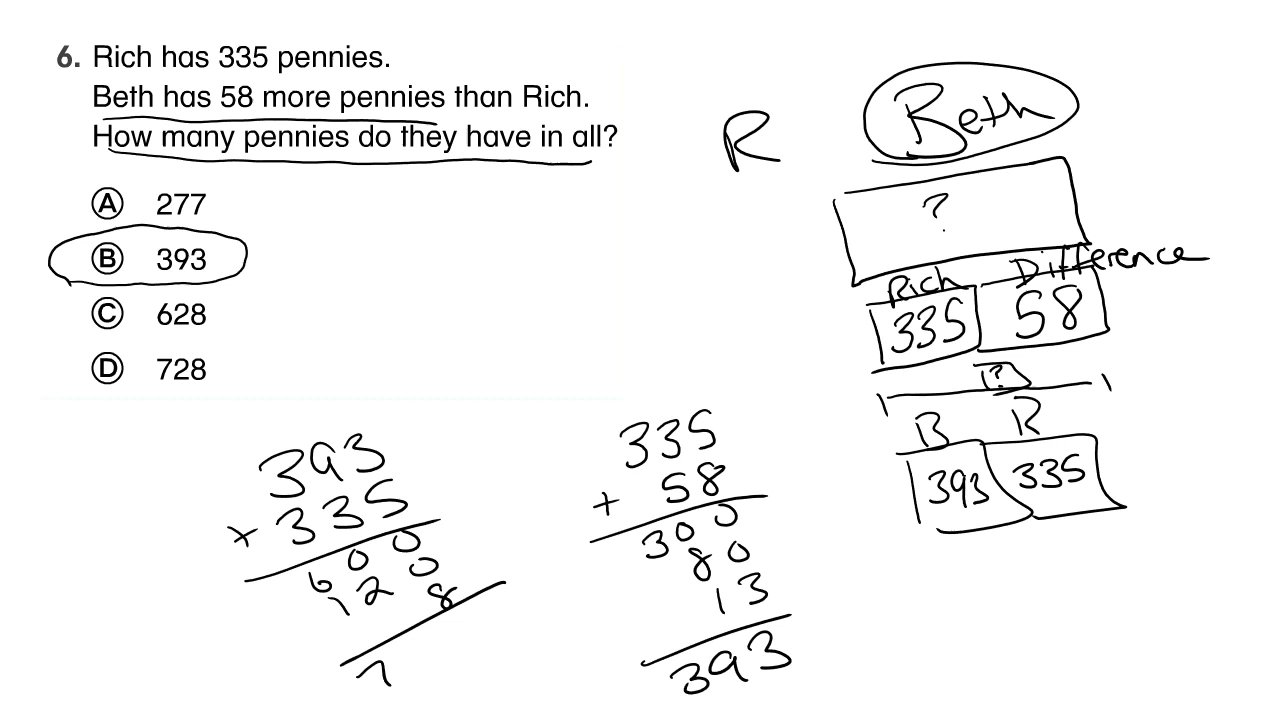 6. Rich has 335 pennies.
Beth has 58 more pennies than Rich.
How many pennies do they have in all?
A 277
B 393
C 628
D 728
R Beth
?
Rich Difference
335 58
?
B R
393 335
393
+ 335
600
120
8
7
335
+ 58
300
80
13
393